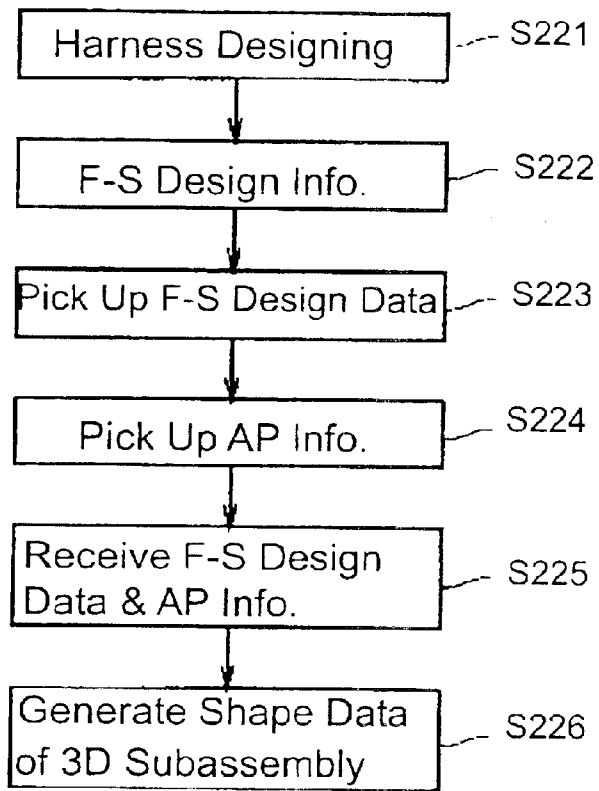 Harness Designing S221
F-S Design Info. S222
Pick Up F-S Design Data S223
Pick Up AP Info. S224
Receive F-S Design
Data & AP Info. S225
Generate Shape Data
of 3D Subassembly S226